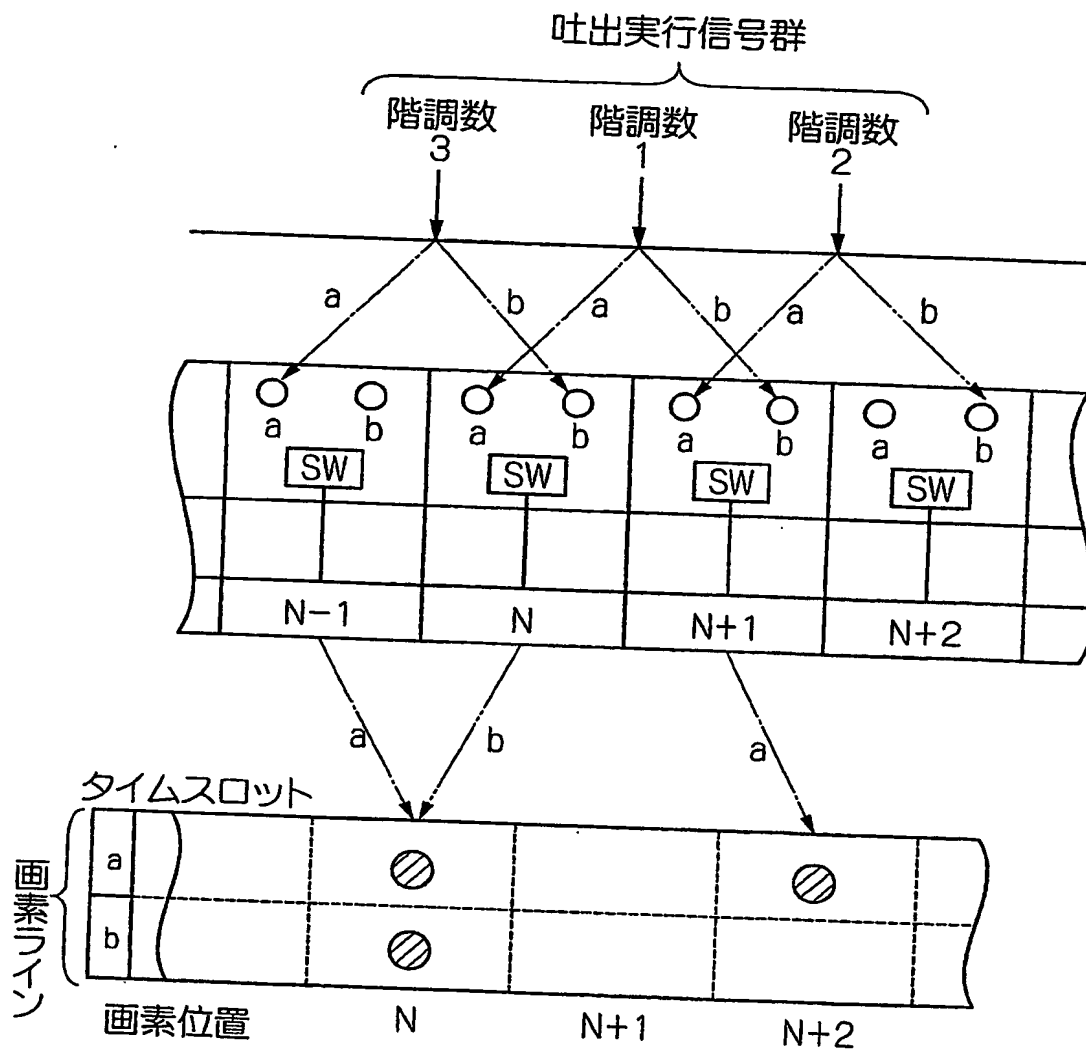 吐出実行信号群
階調数 階調数 階調数
3 1 2
a b a b a b
a b a b a b a b
SW SW SW SW
N-1 N N+1 N+2
a b a
タイムスロット
画素ライン
a
b
画素位置 N N+1 N+2